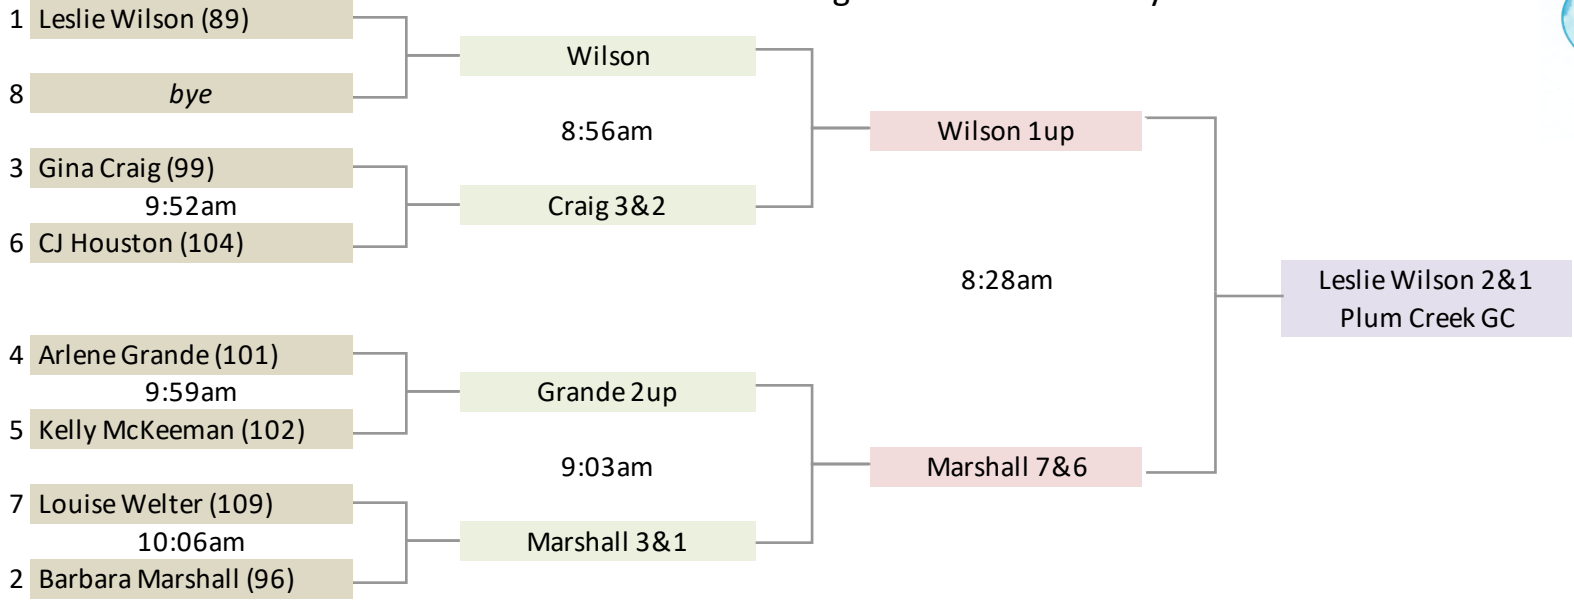 1 Leslie Wilson (89)
8 bye
3 Gina Craig (99)
9:52am
6 CJ Houston (104)
4 Arlene Grande (101)
9:59am
5 Kelly McKeeman (102)
7 Louise Welter (109)
10:06am
2 Barbara Marshall (96)
Wilson
8:56am
Craig 3&2
Grande 2up
9:03am
Marshall 3&1
Wilson 1up
8:28am
Marshall 7&6
Leslie Wilson 2&1
Plum Creek GC